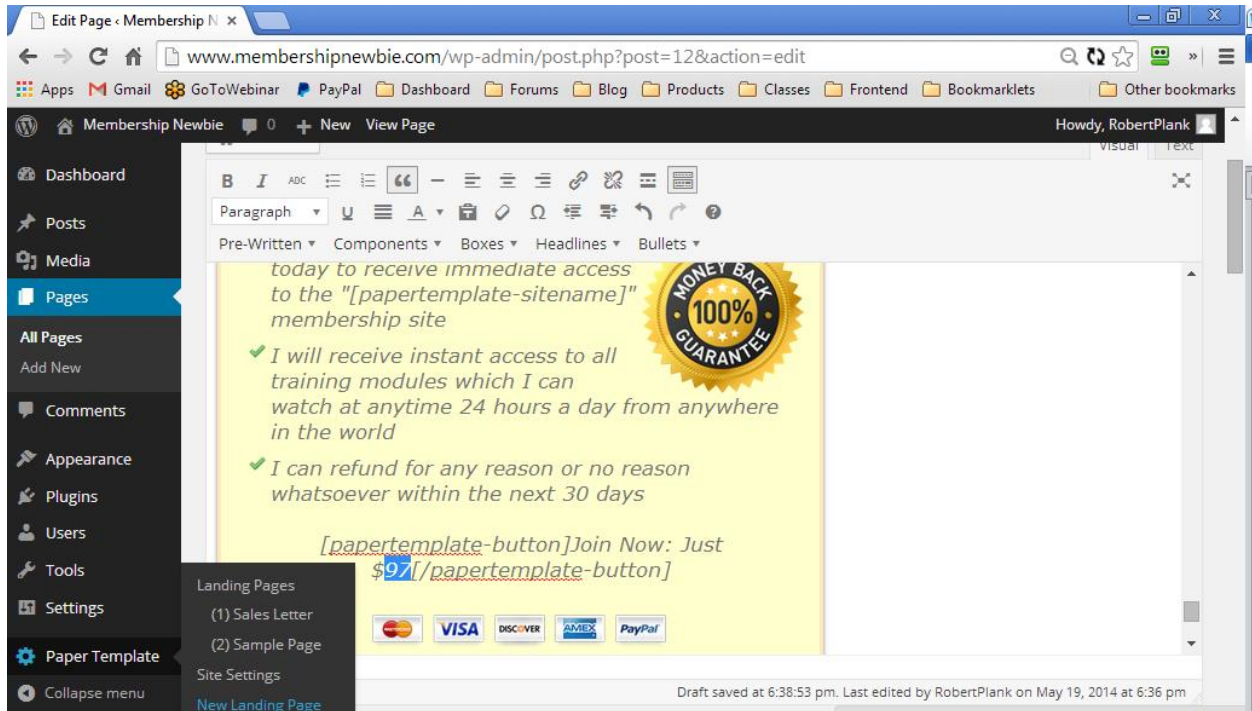 Edit Page ‹ Membership N ×
www.membershipnewbie.com/wp-admin/post.php?post=12&action=edit
Apps Gmail GoToWebinar PayPal Dashboard Forums Blog Products Classes Frontend Bookmarklets Other bookmarks
Membership Newbie 0 + New View Page Howdy, RobertPlank
Visual Text
Dashboard
Posts
Media
Pages
All Pages
Add New
Comments
Appearance
Plugins
Users
Tools
Settings
Paper Template
Collapse menu
B I ABC
Paragraph U A Ω
Pre-Written Components Boxes Headlines Bullets
today to receive immediate access
to the "[papertemplate-sitename]"
membership site
I will receive instant access to all
training modules which I can
watch at anytime 24 hours a day from anywhere
in the world
I can refund for any reason or no reason
whatsoever within the next 30 days
[papertemplate-button]Join Now: Just
$97[/papertemplate-button]
MONEY BACK
100%
GUARANTEE
VISA DISCOVER AMEX PayPal
Landing Pages
(1) Sales Letter
(2) Sample Page
Site Settings
New Landing Page
Draft saved at 6:38:53 pm. Last edited by RobertPlank on May 19, 2014 at 6:36 pm